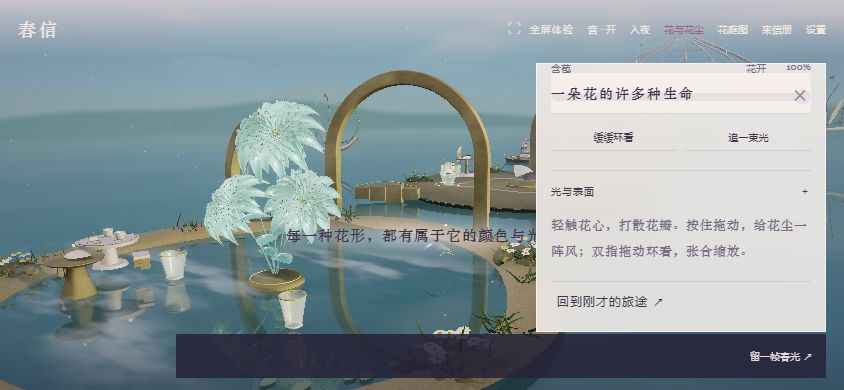 春信
全屏体验 音·开 入夜 花与花尘 花庭图 来信册 设置
含苞 花开 100%
一朵花的许多种生命
缓缓环看 追一束光
光与表面 +
轻触花心，打散花瓣。按住拖动，给花尘一
阵风；双指拖动环看，张合缩放。
每一种花形，都有属于它的颜色与光
回到刚才的旅途 ↗
留一帧春光 ↗